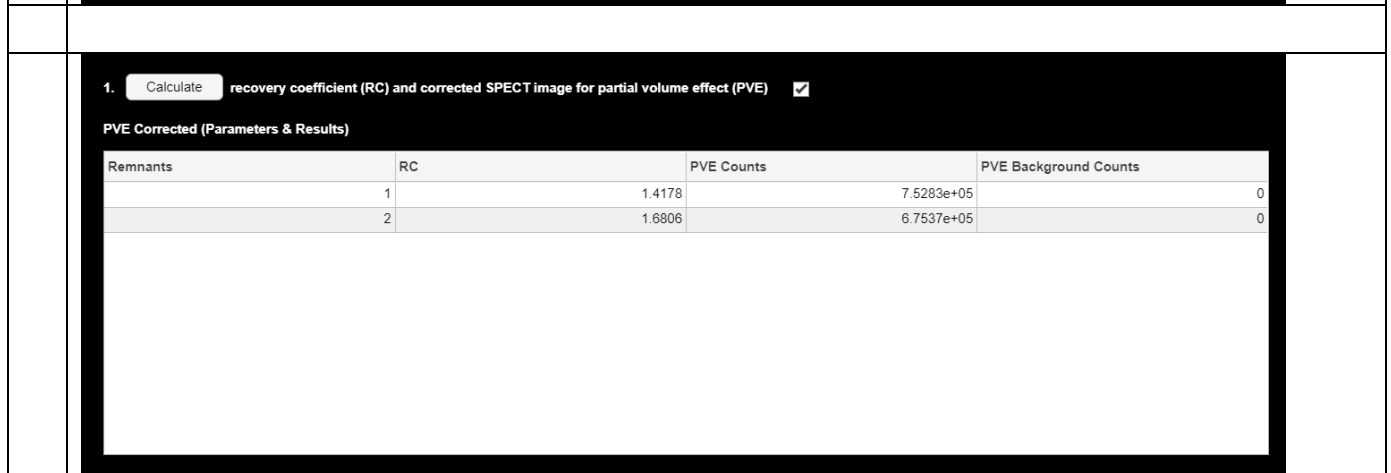 1. Calculate recovery coefficient (RC) and corrected SPECT image for partial volume effect (PVE)
PVE Corrected (Parameters & Results)
Remnants RC PVE Counts PVE Background Counts
1 1.4178 7.5283e+05 0
2 1.6806 6.7537e+05 0